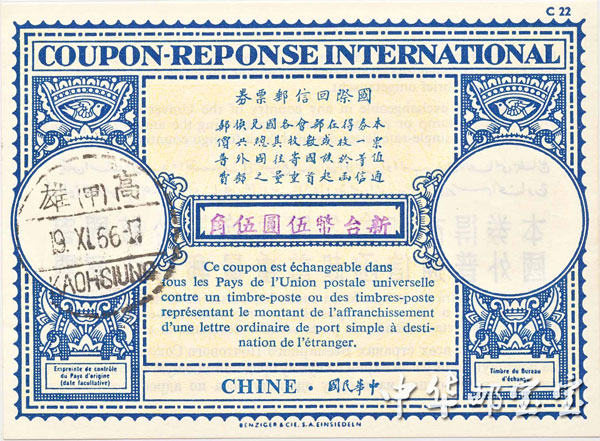 C 22
COUPON-REPONSE INTERNATIONAL
國際回信郵票券
本券得在郵會各國兌換郵
票一枚或數枚其總共價
值於國寄往國外普
通信函起首重量之郵資
高雄(甲)
19 XI.66-17
KAOHSIUNG
新台幣伍圓伍角
Ce coupon est échangeable dans
tous les Pays de l'Union postale universelle
contre un timbre-poste ou des timbres-poste
représentant le montant de l'affranchissement
d'une lettre ordinaire de port simple à desti-
nation de l'étranger.
Empreinte de contrôle
du Pays d'origine
(date facultative)
Timbre du Bureau
d'échange
CHINE · 中華民國
BENZIGER & CIE. S.A. EINSIEDELN